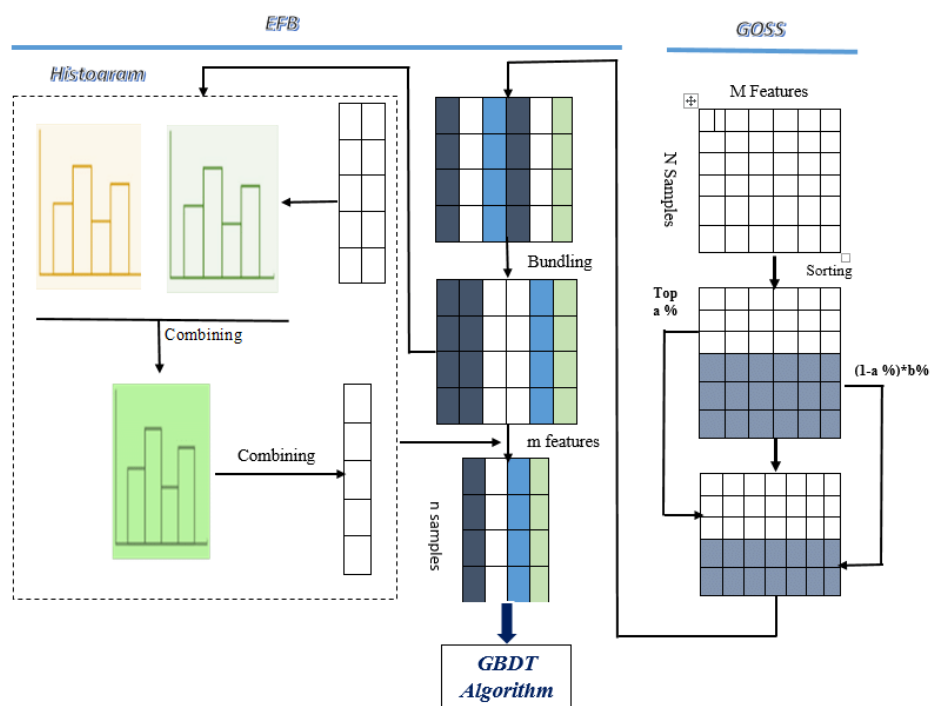 EFB
GOSS
Histoaram
M Features
N Samples
Sorting
Bundling
Top
a %
Combining
(1-a %)*b%
m features
Combining
n samples
GBDT
Algorithm